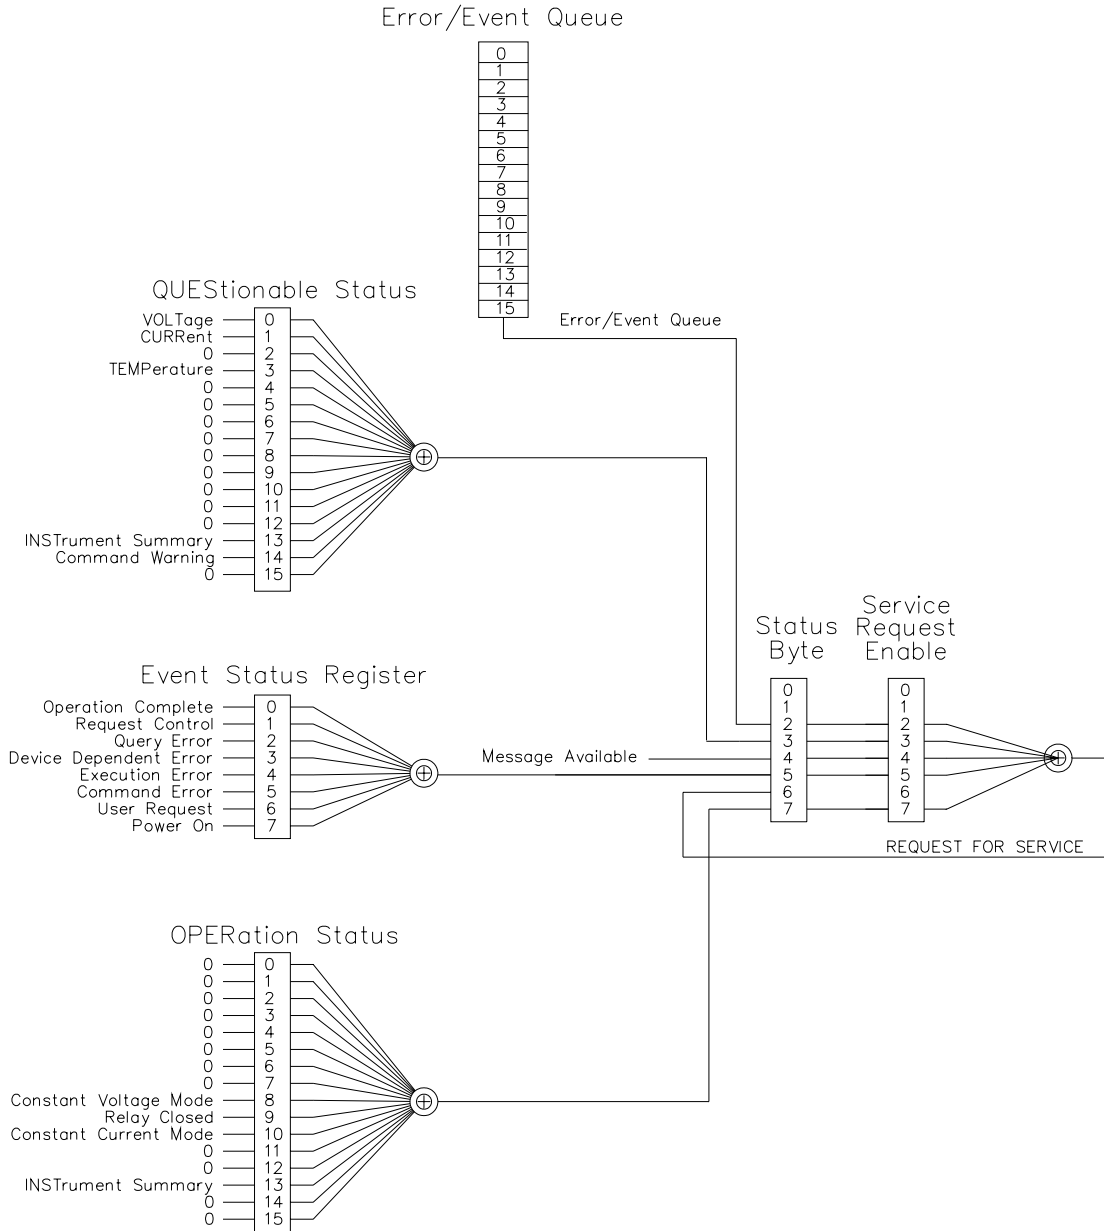 Error/Event Queue
0
1
2
3
4
5
6
7
8
9
10
11
12
13
14
15
Error/Event Queue
QUEStionable Status
VOLTage 0
CURRent 1
0 2
TEMPerature 3
0 4
0 5
0 6
0 7
0 8
0 9
0 10
0 11
0 12
INSTrument Summary 13
Command Warning 14
0 15
Event Status Register
Operation Complete 0
Request Control 1
Query Error 2
Device Dependent Error 3
Execution Error 4
Command Error 5
User Request 6
Power On 7
Message Available
Status
Byte
0
1
2
3
4
5
6
7
Service
Request
Enable
0
1
2
3
4
5
6
7
REQUEST FOR SERVICE
OPERation Status
0 0
0 1
0 2
0 3
0 4
0 5
0 6
0 7
Constant Voltage Mode 8
Relay Closed 9
Constant Current Mode 10
0 11
0 12
INSTrument Summary 13
0 14
0 15